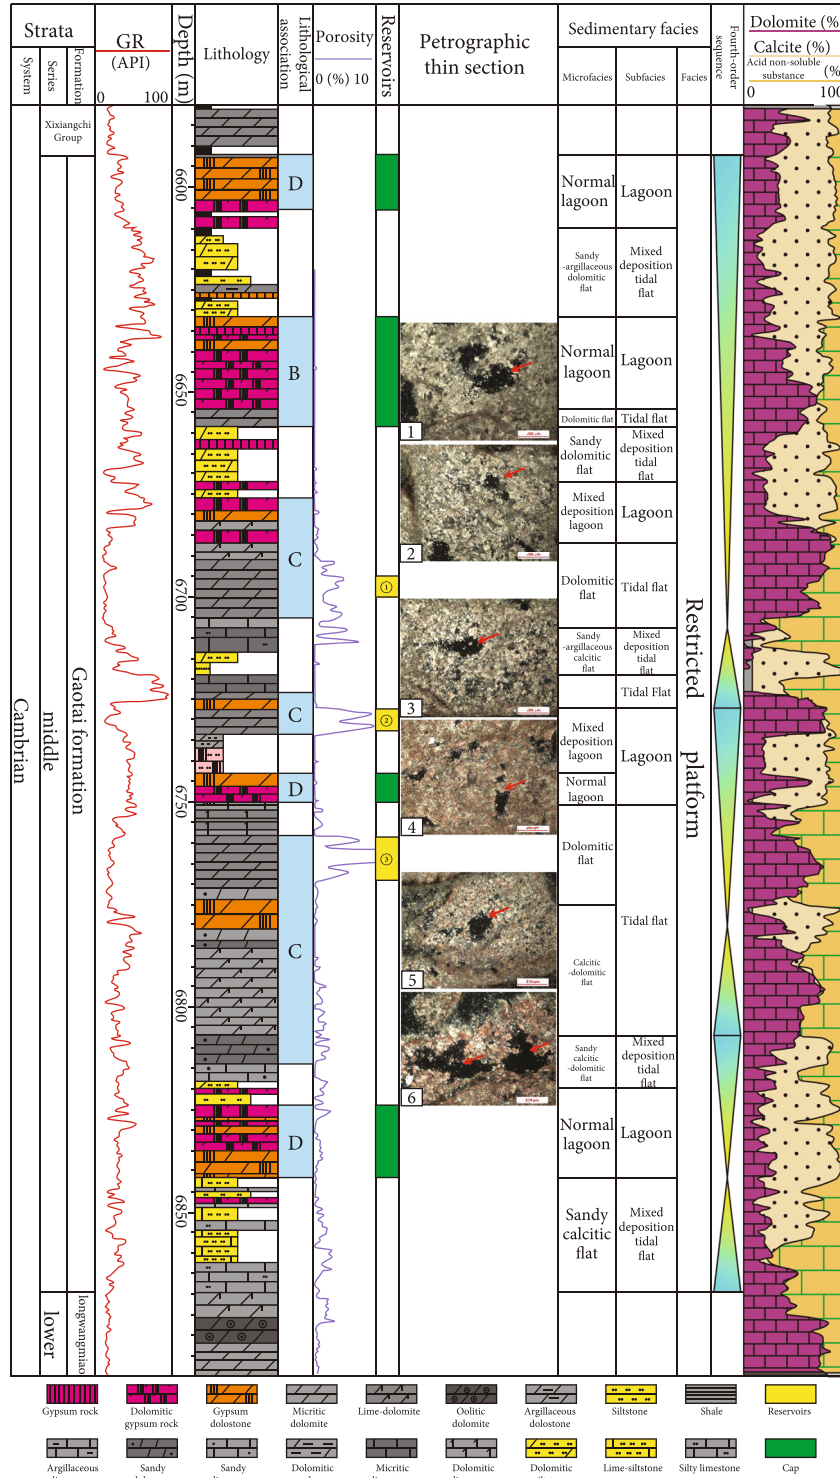 Strata
System
Series
Formation
GR
(API)
0 100
Depth (m)
Lithology
Lithological
association
Porosity
0 (%) 10
Reservoirs
Petrographic
thin section
Sedimentary facies
Microfacies
Subfacies
Facies
Fourth-order
sequence
Dolomite (%
Calcite (%)
Acid non-soluble
substance
(%
0 100
Xixiangchi
Group
Cambrian
middle
Gaotai formation
lower
longwangmiao
6600
6650
6700
6750
6800
6850
D
B
C
C
D
C
D
①
②
③
1
2
3
4
5
6
Normal
lagoon
Lagoon
Sandy
-argillaceous
dolomitic
flat
Mixed
deposition
tidal
flat
Normal
lagoon
Lagoon
Dolomitic flat
Tidal flat
Sandy
dolomitic
flat
Mixed
deposition
tidal
flat
Mixed
deposition
lagoon
Lagoon
Dolomitic
flat
Tidal flat
Sandy
-argillaceous
calcitic
flat
Mixed
deposition
tidal
flat
Tidal Flat
Mixed
deposition
lagoon
Lagoon
Normal
lagoon
Dolomitic
flat
Tidal flat
Calcitic
-dolomitic
flat
Sandy
calcitic
-dolomitic
flat
Mixed
deposition
tidal
flat
Normal
lagoon
Lagoon
Sandy
calcitic
flat
Mixed
deposition
tidal
flat
Restricted
platform
Gypsum rock
Dolomitic
gypsum rock
Gypsum
dolostone
Micritic
dolomite
Lime-dolomite
Oolitic
dolomite
Argillaceous
dolostone
Siltstone
Shale
Reservoirs
Argillaceous
Sandy
Sandy
Dolomitic
Micritic
Dolomitic
Dolomitic
Lime-siltstone
Silty limestone
Cap